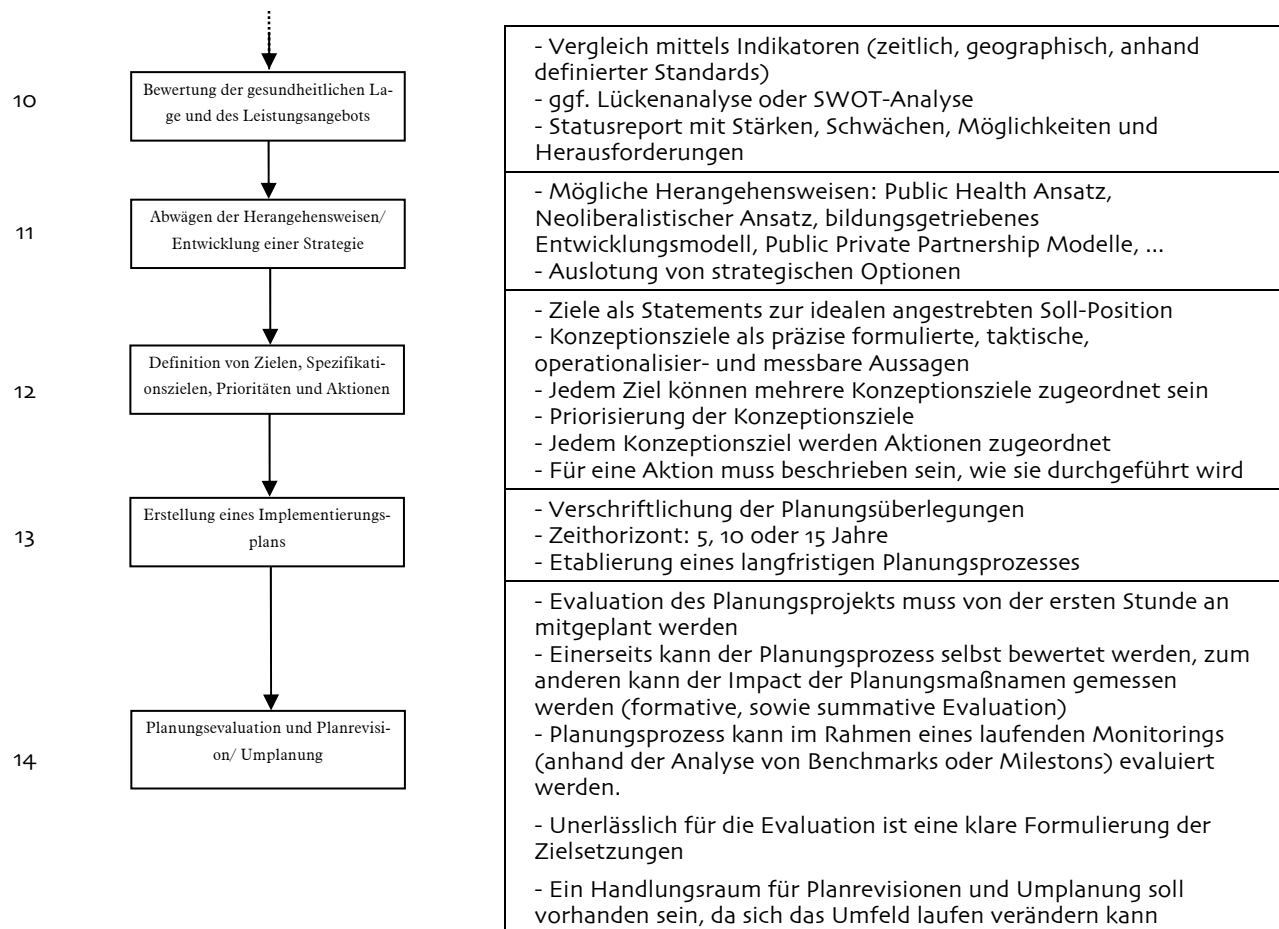 10
Bewertung der gesundheitlichen La-
ge und des Leistungsangebots
- Vergleich mittels Indikatoren (zeitlich, geographisch, anhand
definierter Standards)
- ggf. Lückenanalyse oder SWOT-Analyse
- Statusreport mit Stärken, Schwächen, Möglichkeiten und
Herausforderungen
11
Abwägen der Herangehensweisen/
Entwicklung einer Strategie
- Mögliche Herangehensweisen: Public Health Ansatz,
Neoliberalistischer Ansatz, bildungsgetriebenes
Entwicklungsmodell, Public Private Partnership Modelle, ...
- Auslotung von strategischen Optionen
12
Definition von Zielen, Spezifikati-
onszielen, Prioritäten und Aktionen
- Ziele als Statements zur idealen angestrebten Soll-Position
- Konzeptionsziele als präzise formulierte, taktische,
operationalisier- und messbare Aussagen
- Jedem Ziel können mehrere Konzeptionsziele zugeordnet sein
- Priorisierung der Konzeptionsziele
- Jedem Konzeptionsziel werden Aktionen zugeordnet
- Für eine Aktion muss beschrieben sein, wie sie durchgeführt wird
13
Erstellung eines Implementierungs-
plans
- Verschriftlichung der Planungsüberlegungen
- Zeithorizont: 5, 10 oder 15 Jahre
- Etablierung eines langfristigen Planungsprozesses
14
Planungsevaluation und Planrevisi-
on/ Umplanung
- Evaluation des Planungsprojekts muss von der ersten Stunde an
mitgeplant werden
- Einerseits kann der Planungsprozess selbst bewertet werden, zum
anderen kann der Impact der Planungsmaßnamen gemessen
werden (formative, sowie summative Evaluation)
- Planungsprozess kann im Rahmen eines laufenden Monitorings
(anhand der Analyse von Benchmarks oder Milestons) evaluiert
werden.
- Unerlässlich für die Evaluation ist eine klare Formulierung der
Zielsetzungen
- Ein Handlungsraum für Planrevisionen und Umplanung soll
vorhanden sein, da sich das Umfeld laufen verändern kann